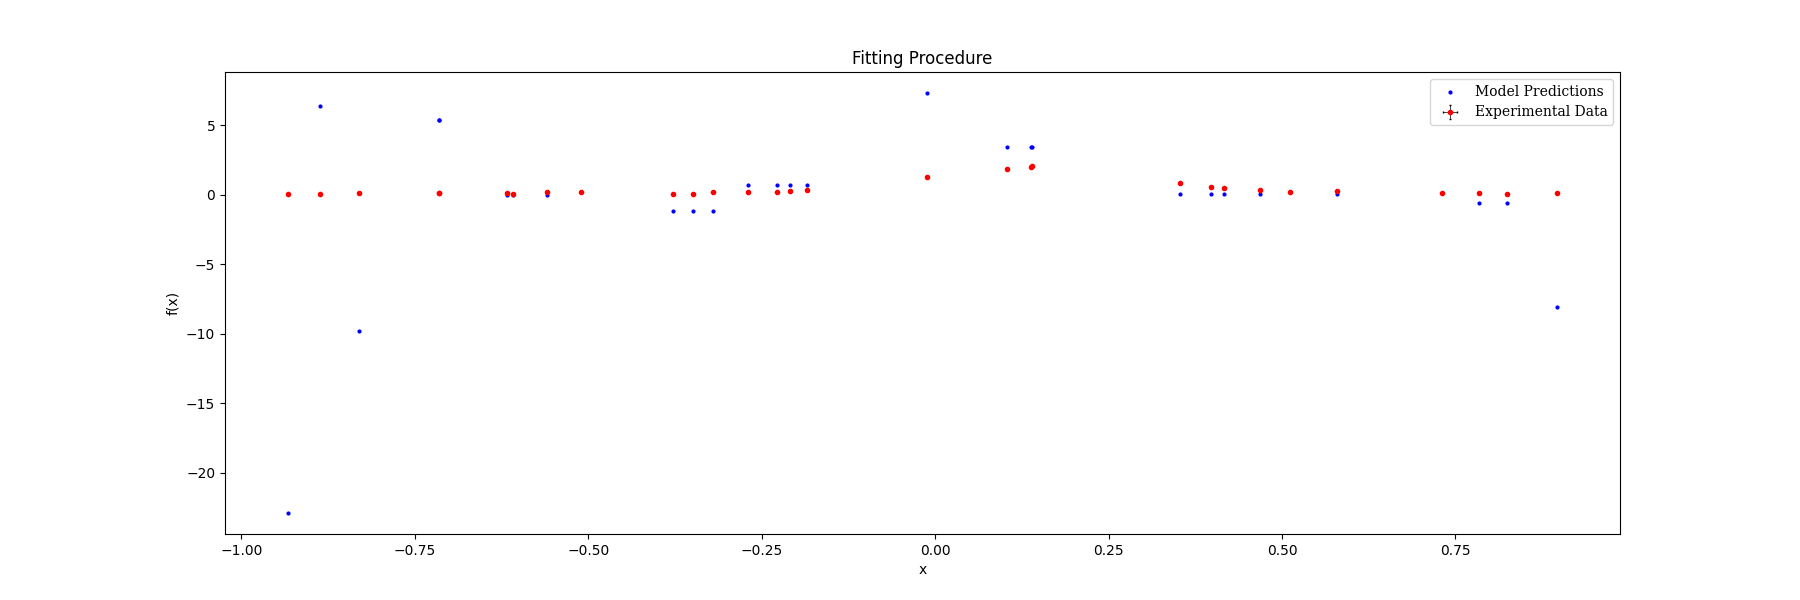 Fitting Procedure
Model Predictions
Experimental Data
f(x)
5
0
−5
−10
−15
−20
−1.00
−0.75
−0.50
−0.25
0.00
0.25
0.50
0.75
x